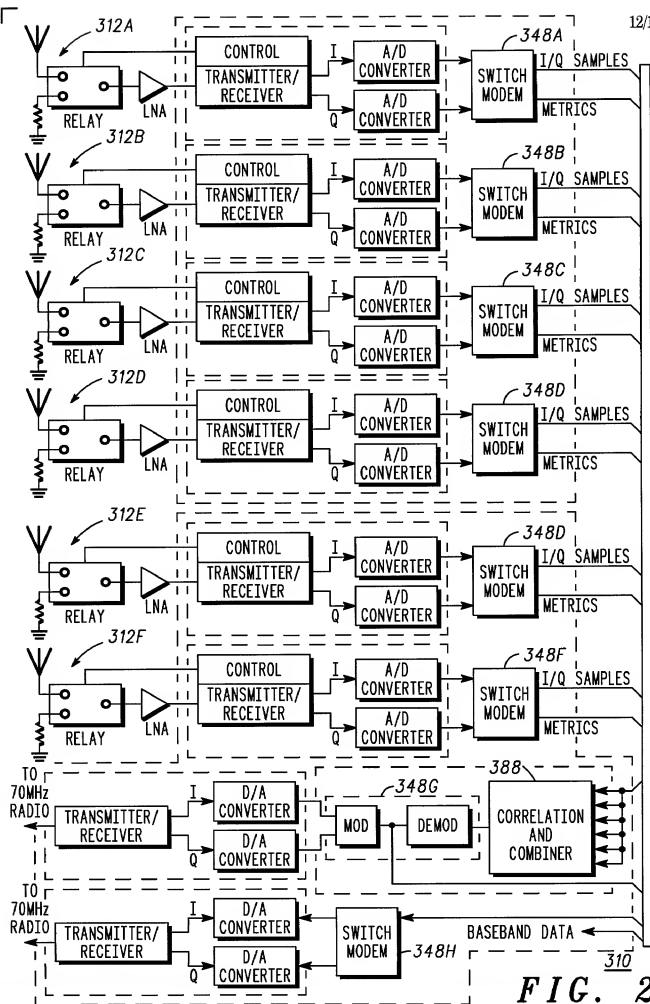 12/1
312A
CONTROL
TRANSMITTER/
RECEIVER
I
Q
A/D
CONVERTER
A/D
CONVERTER
348A
SWITCH
MODEM
I/Q SAMPLES
METRICS
RELAY
LNA
312B
CONTROL
TRANSMITTER/
RECEIVER
I
Q
A/D
CONVERTER
A/D
CONVERTER
348B
SWITCH
MODEM
I/Q SAMPLES
METRICS
RELAY
LNA
312C
CONTROL
TRANSMITTER/
RECEIVER
I
Q
A/D
CONVERTER
A/D
CONVERTER
348C
SWITCH
MODEM
I/Q SAMPLES
METRICS
RELAY
LNA
312D
CONTROL
TRANSMITTER/
RECEIVER
I
Q
A/D
CONVERTER
A/D
CONVERTER
348D
SWITCH
MODEM
I/Q SAMPLES
METRICS
RELAY
LNA
312E
CONTROL
TRANSMITTER/
RECEIVER
I
Q
A/D
CONVERTER
A/D
CONVERTER
348D
SWITCH
MODEM
I/Q SAMPLES
METRICS
RELAY
LNA
312F
CONTROL
TRANSMITTER/
RECEIVER
I
Q
A/D
CONVERTER
A/D
CONVERTER
348F
SWITCH
MODEM
I/Q SAMPLES
METRICS
RELAY
LNA
TO
70MHz
RADIO
TRANSMITTER/
RECEIVER
I
Q
D/A
CONVERTER
D/A
CONVERTER
348G
MOD
DEMOD
388
CORRELATION
AND
COMBINER
TO
70MHz
RADIO
TRANSMITTER/
RECEIVER
I
Q
D/A
CONVERTER
D/A
CONVERTER
SWITCH
MODEM
348H
BASEBAND DATA
310
FIG. 2